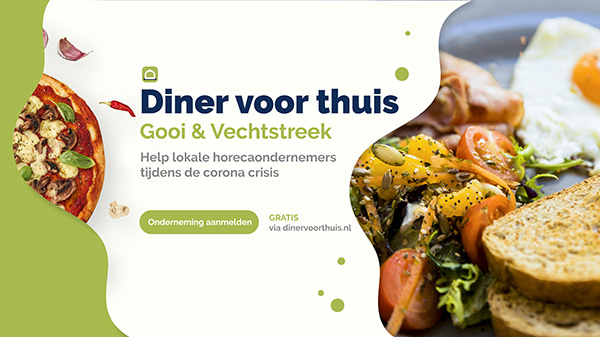 Diner voor thuis
Gooi & Vechtstreek
Help lokale horecaondernemers
tijdens de corona crisis
Onderneming aanmelden
GRATIS
via dinervoorthuis.nl